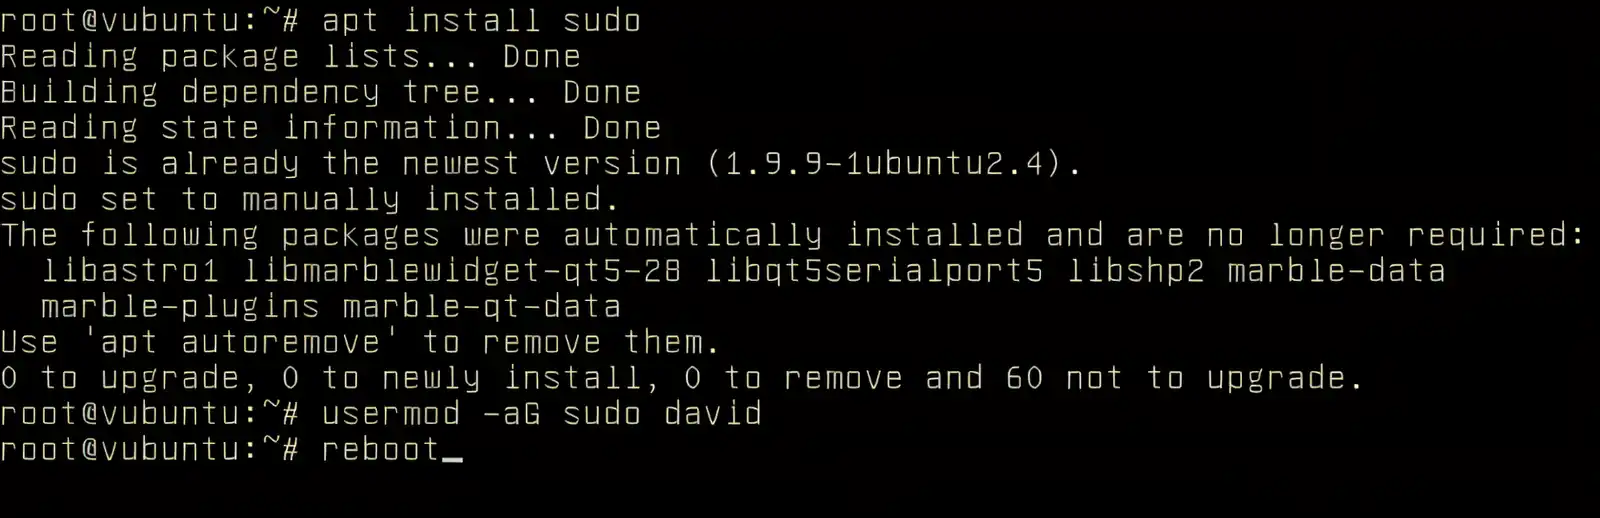 root@vubuntu:~# apt install sudo
Reading package lists... Done
Building dependency tree... Done
Reading state information... Done
sudo is already the newest version (1.9.9-1ubuntu2.4).
sudo set to manually installed.
The following packages were automatically installed and are no longer required:
  libastro1 libmarblewidget-qt5-28 libqt5serialport5 libshp2 marble-data
  marble-plugins marble-qt-data
Use 'apt autoremove' to remove them.
0 to upgrade, 0 to newly install, 0 to remove and 60 not to upgrade.
root@vubuntu:~# usermod -aG sudo david
root@vubuntu:~# reboot_